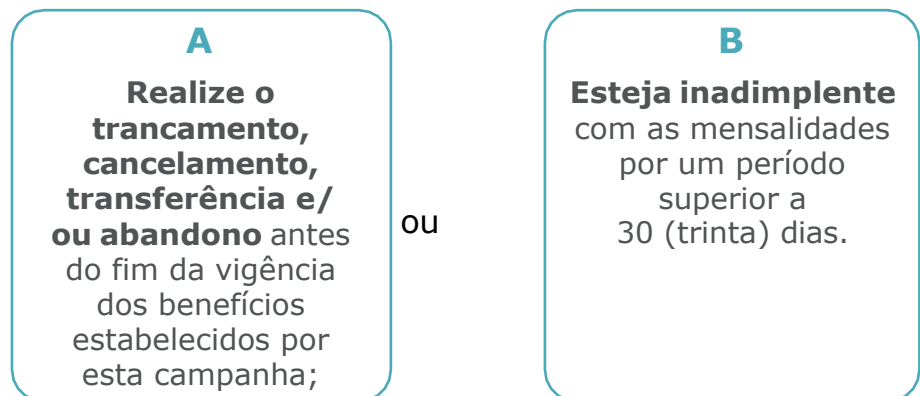 A
Realize o
trancamento,
cancelamento,
transferência e/
ou abandono antes
do fim da vigência
dos benefícios
estabelecidos por
esta campanha;
ou
B
Esteja inadimplente
com as mensalidades
por um período
superior a
30 (trinta) dias.